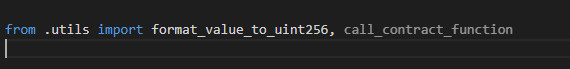 from .utils import format_value_to_uint256, call_contract_function